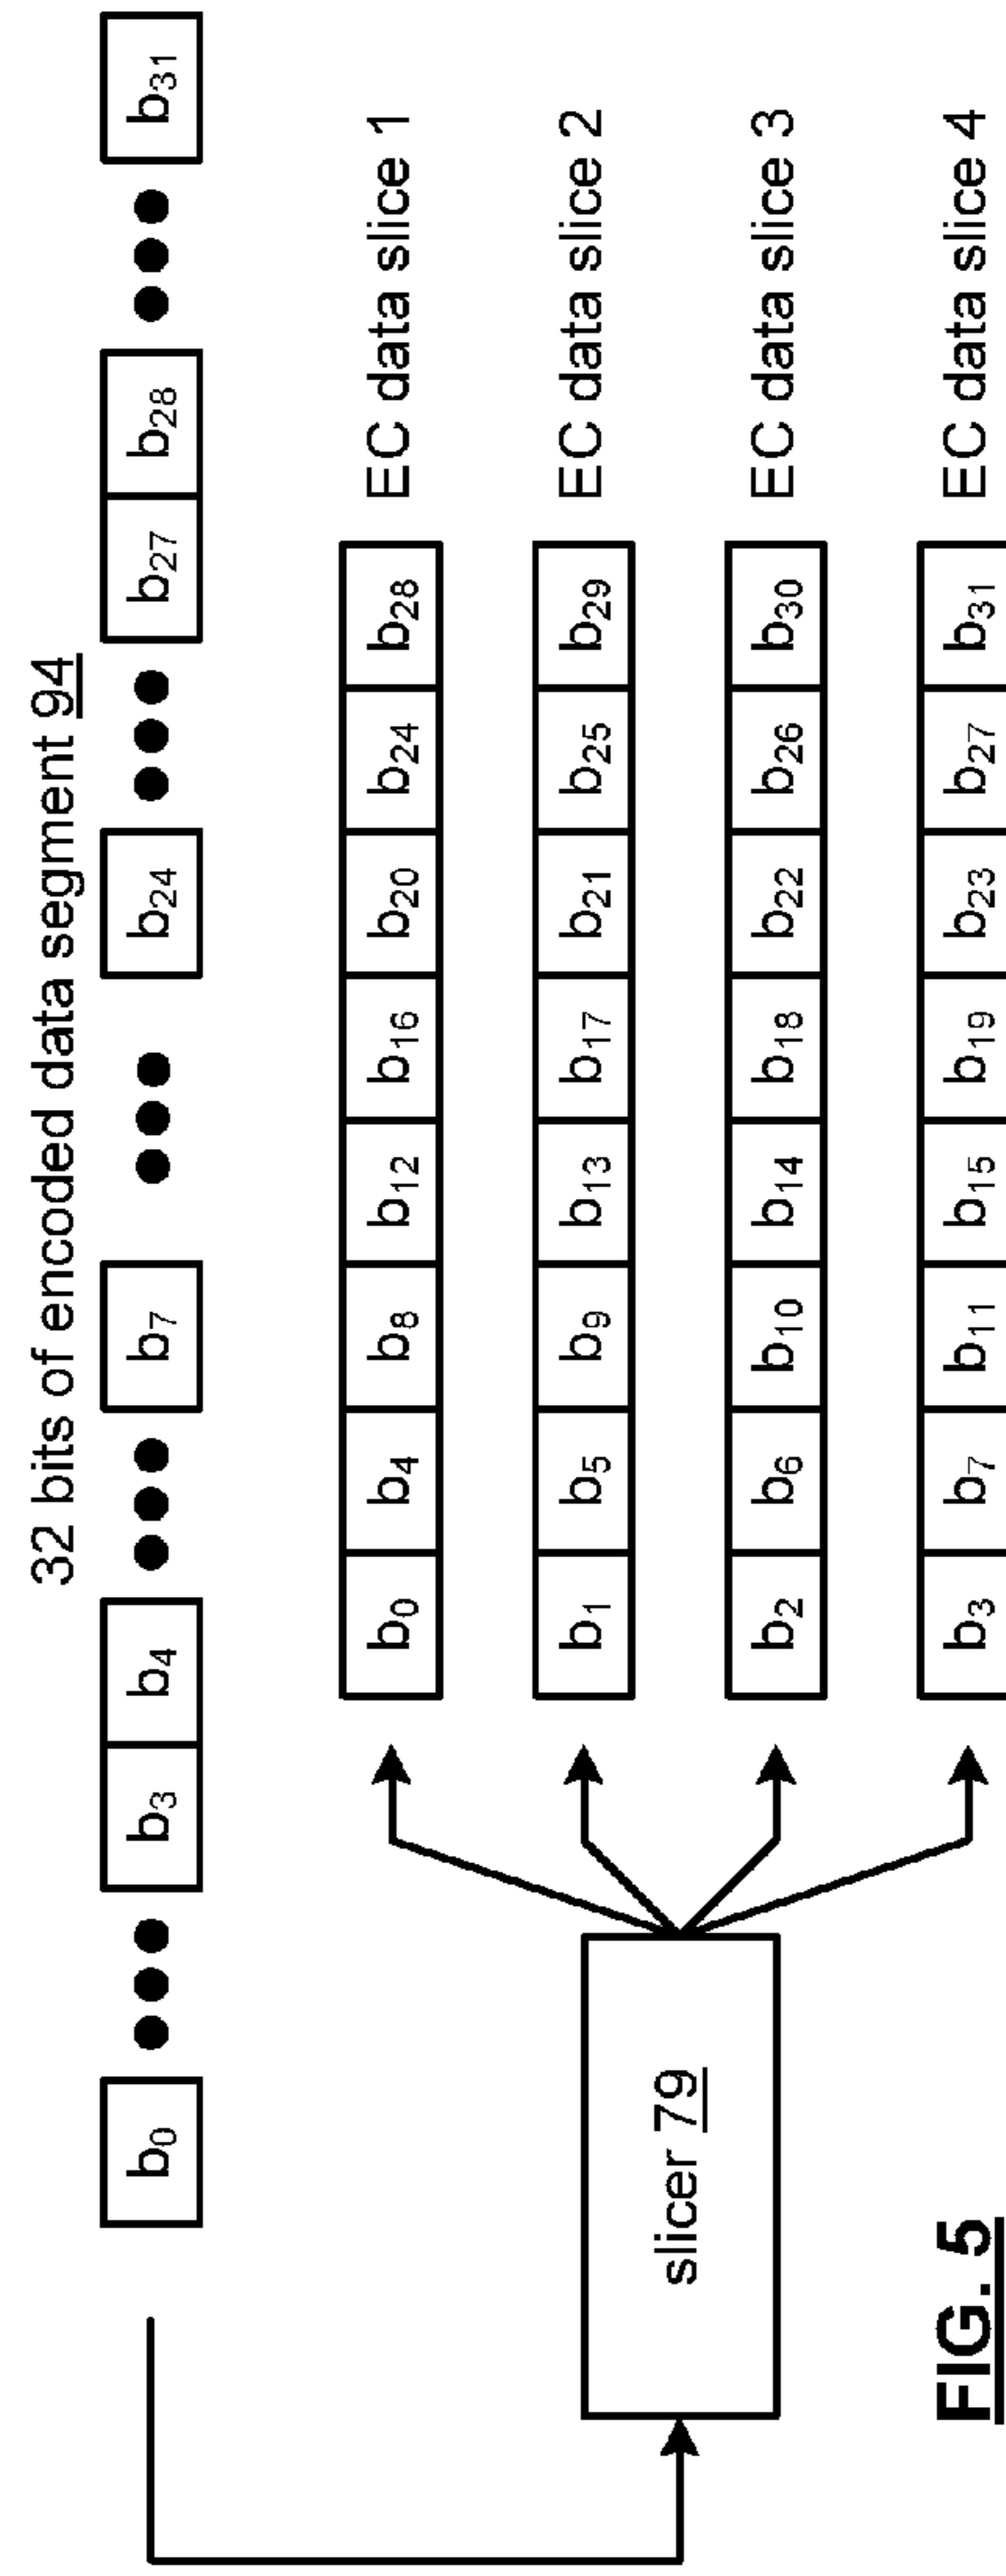 32 bits of encoded data segment 94
b0 ●●● b3 b4 ●●● b7 ●●● b24 ●●● b27 b28 ●●● b31
b0 b4 b8 b12 b16 b20 b24 b28 EC data slice 1
b1 b5 b9 b13 b17 b21 b25 b29 EC data slice 2
slicer 79
b2 b6 b10 b14 b18 b22 b26 b30 EC data slice 3
b3 b7 b11 b15 b19 b23 b27 b31 EC data slice 4
FIG. 5